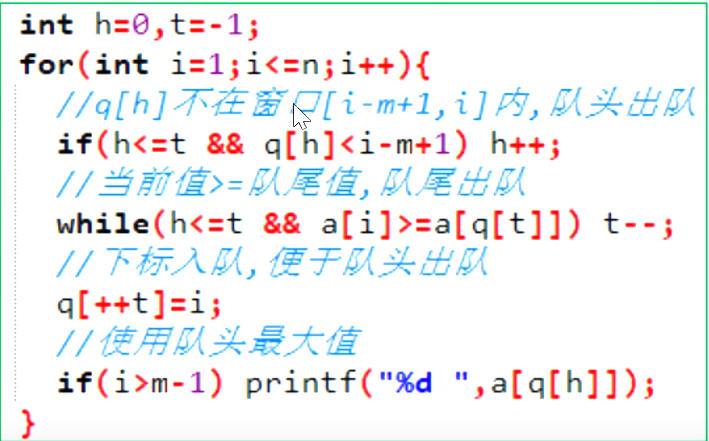 int h=0,t=-1;
for(int i=1;i<=n;i++){
//q[h]不在窗口[i-m+1,i]内,队头出队
if(h<=t && q[h]<i-m+1) h++;
//当前值>=队尾值,队尾出队
while(h<=t && a[i]>=a[q[t]]) t--;
//下标入队,便于队头出队
q[++t]=i;
//使用队头最大值
if(i>m-1) printf("%d ",a[q[h]]);
}